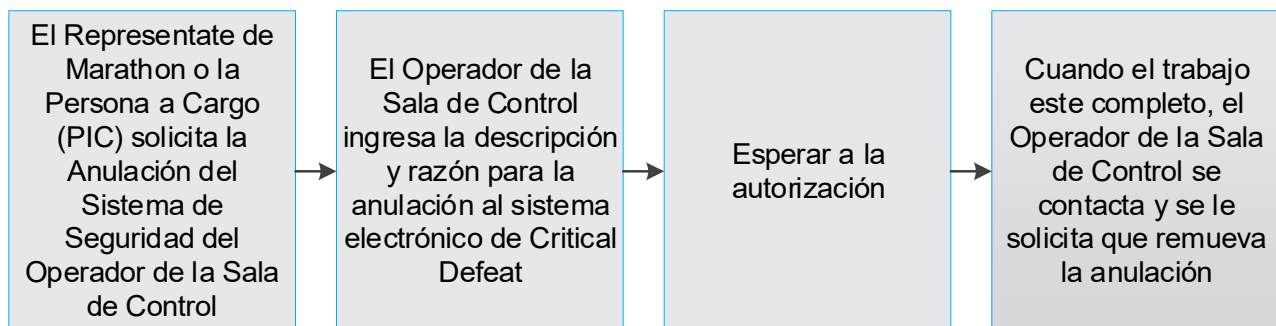 El Representate de
Marathon o la
Persona a Cargo
(PIC) solicita la
Anulación del
Sistema de
Seguridad del
Operador de la Sala
de Control
El Operador de la
Sala de Control
ingresa la descripción
y razón para la
anulación al sistema
electrónico de Critical
Defeat
Esperar a la
autorización
Cuando el trabajo
este completo, el
Operador de la Sala
de Control se
contacta y se le
solicita que remueva
la anulación